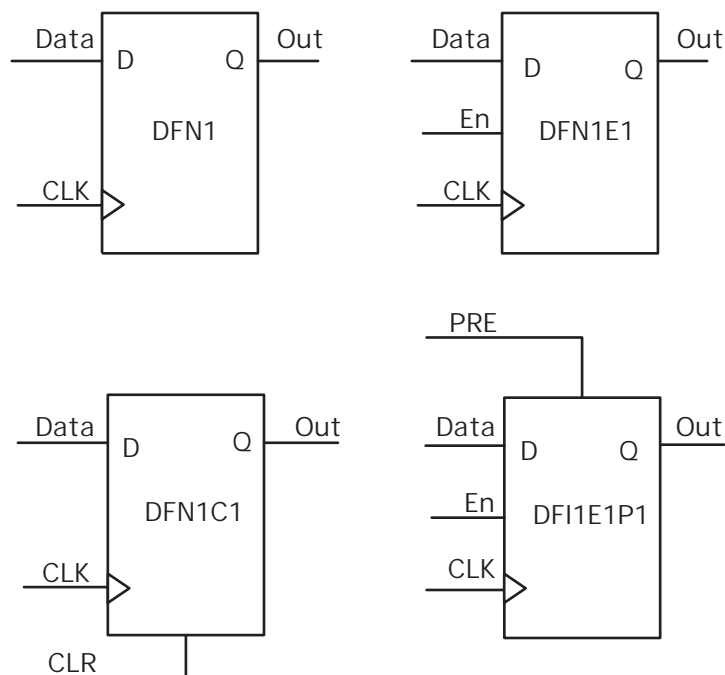 Data
Out
D
Q
DFN1
CLK
Data
Out
D
Q
En
DFN1E1
CLK
Data
Out
D
Q
DFN1C1
CLK
CLR
PRE
Data
Out
D
Q
En
DFI1E1P1
CLK